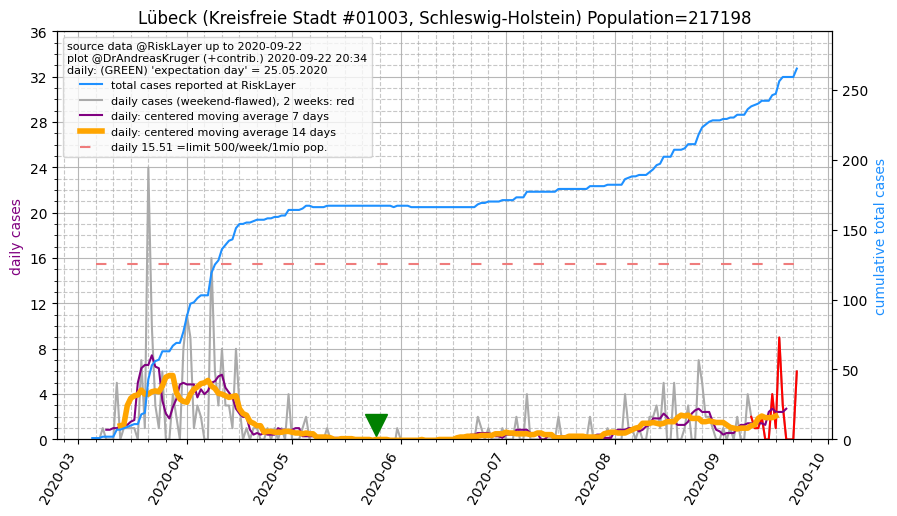 Lübeck (Kreisfreie Stadt #01003, Schleswig-Holstein) Population=217198
source data @RiskLayer up to 2020-09-22
plot @DrAndreasKruger (+contrib.) 2020-09-22 20:34
daily: (GREEN) 'expectation day' = 25.05.2020
total cases reported at RiskLayer
daily cases (weekend-flawed), 2 weeks: red
daily: centered moving average 7 days
daily: centered moving average 14 days
daily 15.51 =limit 500/week/1mio pop.
daily cases
36
32
28
24
20
16
12
8
4
0
cumulative total cases
250
200
150
100
50
0
2020-03
2020-04
2020-05
2020-06
2020-07
2020-08
2020-09
2020-10